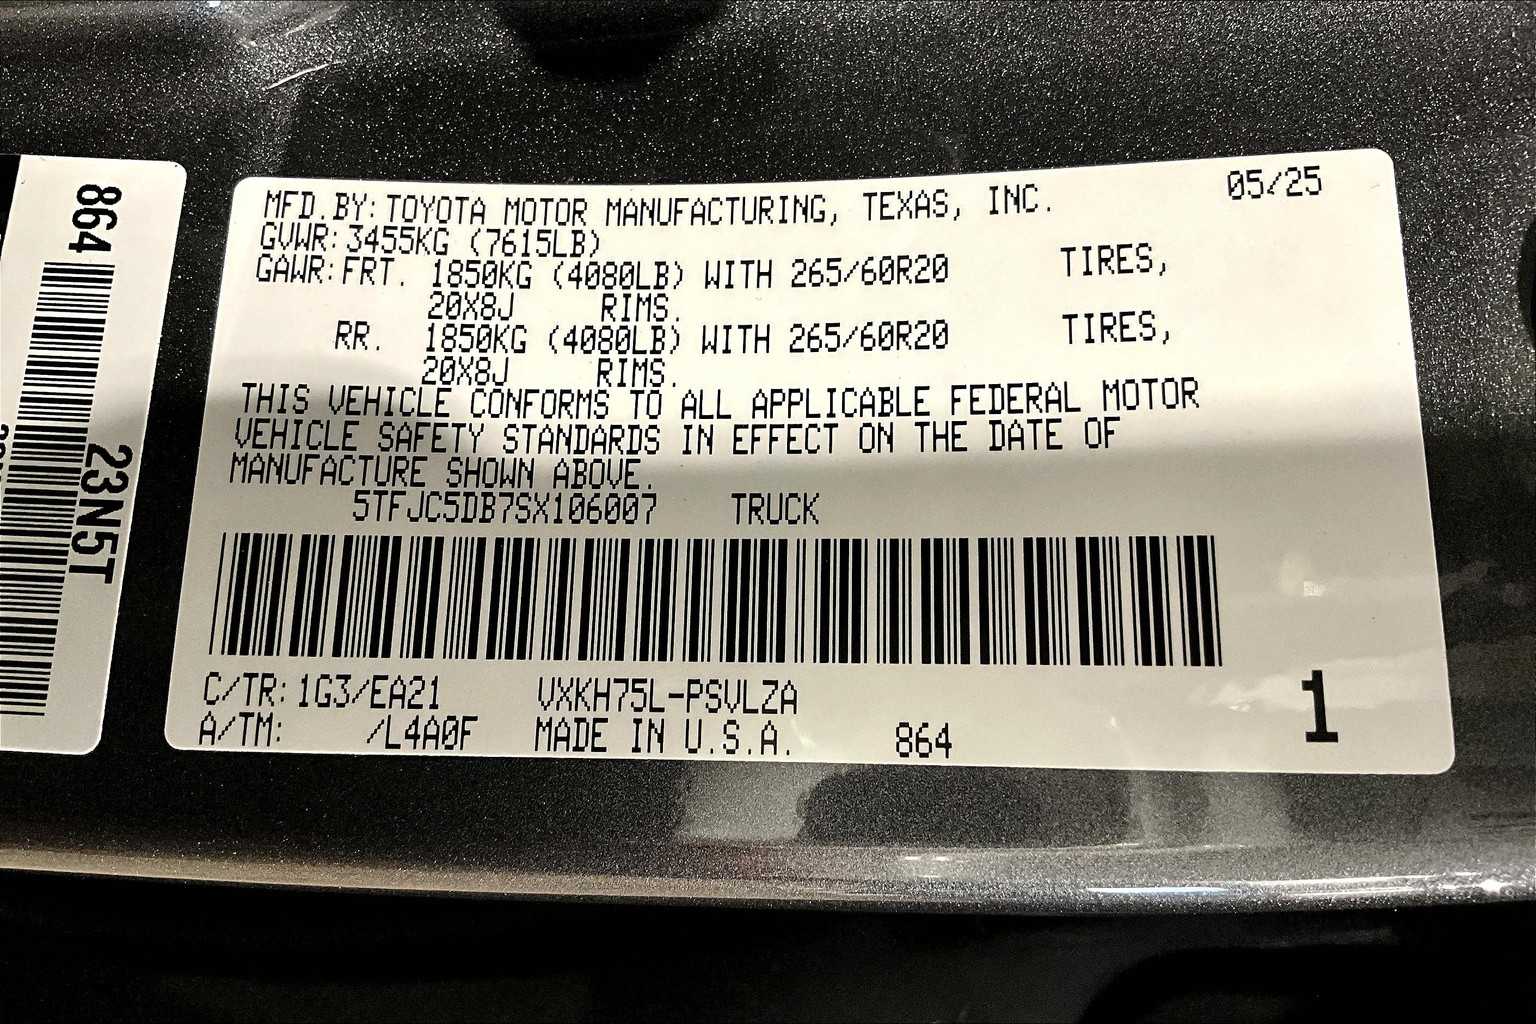 864
23N5T
MFD.BY:TOYOTA MOTOR MANUFACTURING, TEXAS, INC. 05/25
GVWR:3455KG (7615LB)
GAWR:FRT. 1850KG (4080LB) WITH 265/60R20 TIRES,
20X8J RIMS.
RR. 1850KG (4080LB) WITH 265/60R20 TIRES,
20X8J RIMS.
THIS VEHICLE CONFORMS TO ALL APPLICABLE FEDERAL MOTOR
VEHICLE SAFETY STANDARDS IN EFFECT ON THE DATE OF
MANUFACTURE SHOWN ABOVE.
5TFJC5DB7SX106007 TRUCK
C/TR:1G3/EA21 VXKH75L-PSVLZA
A/TM: /L4A0F MADE IN U.S.A. 864
1